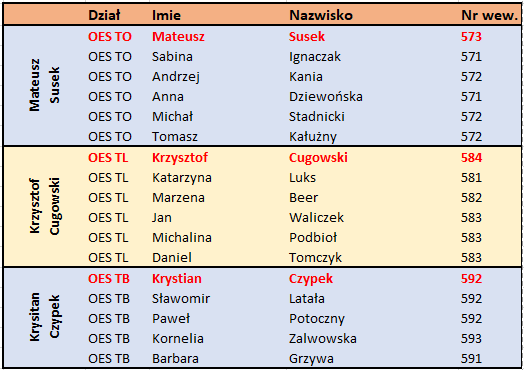 Dział Imie Nazwisko Nr wew.
Mateusz Susek
OES TO Mateusz Susek 573
OES TO Sabina Ignaczak 571
OES TO Andrzej Kania 572
OES TO Anna Dziewońska 571
OES TO Michał Stadnicki 572
OES TO Tomasz Kałużny 572
Krzysztof Cugowski
OES TL Krzysztof Cugowski 584
OES TL Katarzyna Luks 581
OES TL Marzena Beer 582
OES TL Jan Waliczek 583
OES TL Michalina Podbioł 583
OES TL Daniel Tomczyk 583
Krysitan Czypek
OES TB Krystian Czypek 592
OES TB Sławomir Latała 592
OES TB Paweł Potoczny 592
OES TB Kornelia Zalwowska 593
OES TB Barbara Grzywa 591